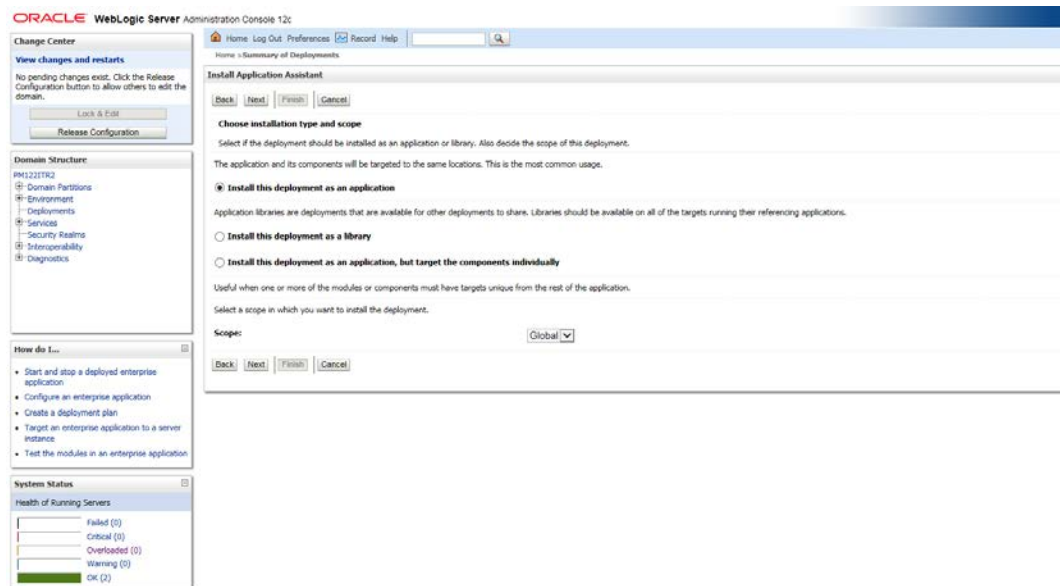 ORACLE WebLogic Server Administration Console 12c
Change Center
View changes and restarts
No pending changes exist. Click the Release
Configuration button to allow others to edit the
domain.
Lock & Edit
Release Configuration
Domain Structure
PM122ITR2
Domain Partitions
Environment
Deployments
Services
Security Realms
Interoperability
Diagnostics
How do I...
Start and stop a deployed enterprise
application
Configure an enterprise application
Create a deployment plan
Target an enterprise application to a server
instance
Test the modules in an enterprise application
System Status
Health of Running Servers
Failed (0)
Critical (0)
Overloaded (0)
Warning (0)
OK (2)
Home Log Out Preferences Record Help
Home >Summary of Deployments
Install Application Assistant
Back Next Finish Cancel
Choose installation type and scope
Select if the deployment should be installed as an application or library. Also decide the scope of this deployment.
The application and its components will be targeted to the same locations. This is the most common usage.
Install this deployment as an application
Application libraries are deployments that are available for other deployments to share. Libraries should be available on all of the targets running their referencing applications.
Install this deployment as a library
Install this deployment as an application, but target the components individually
Useful when one or more of the modules or components must have targets unique from the rest of the application.
Select a scope in which you want to install the deployment.
Scope: Global
Back Next Finish Cancel